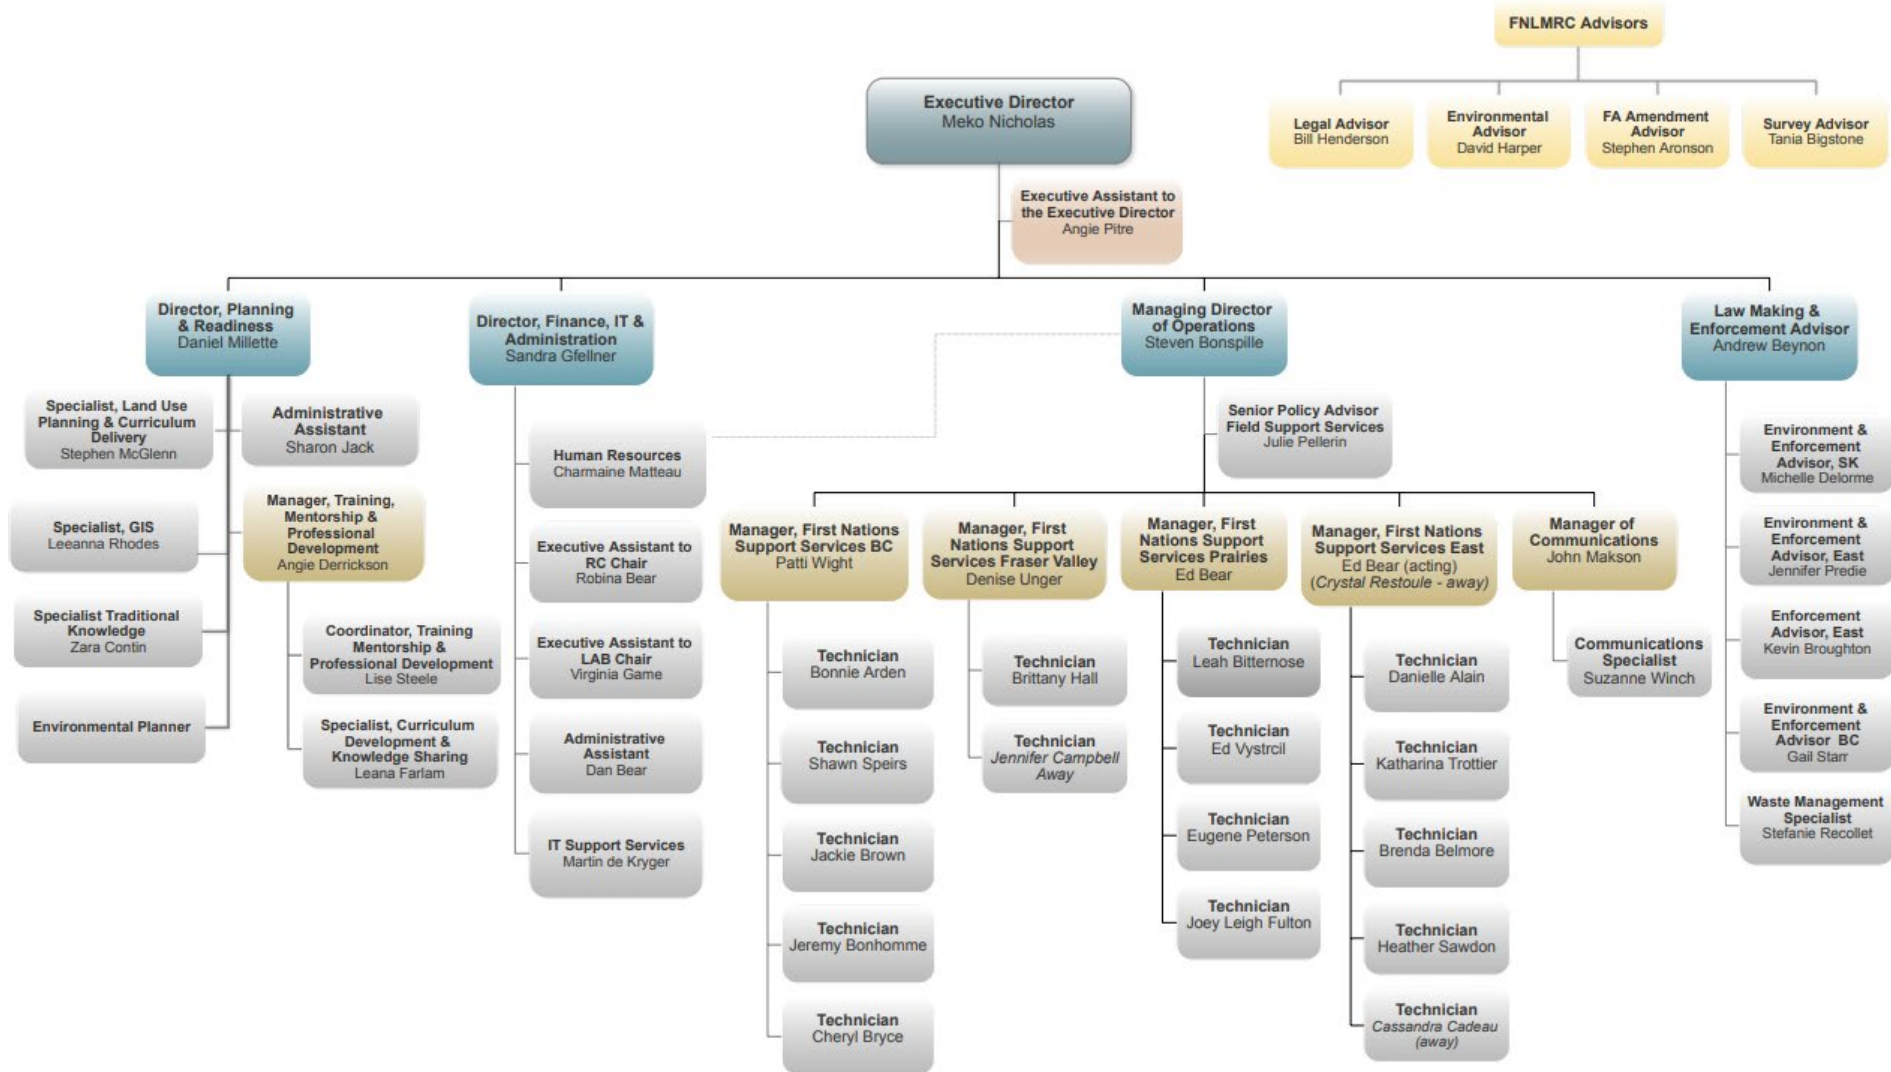 FNLMRC Advisors
Legal Advisor
Bill Henderson
Environmental
Advisor
David Harper
FA Amendment
Advisor
Stephen Aronson
Survey Advisor
Tania Bigstone
Executive Director
Meko Nicholas
Executive Assistant to
the Executive Director
Angie Pitre
Director, Planning
& Readiness
Daniel Millette
Specialist, Land Use
Planning & Curriculum
Delivery
Stephen McGlenn
Administrative
Assistant
Sharon Jack
Specialist, GIS
Leeanna Rhodes
Manager, Training,
Mentorship &
Professional
Development
Angie Derrickson
Specialist Traditional
Knowledge
Zara Contin
Coordinator, Training
Mentorship &
Professional Development
Lise Steele
Environmental Planner
Specialist, Curriculum
Development &
Knowledge Sharing
Leana Farlam
Director, Finance, IT &
Administration
Sandra Gfellner
Human Resources
Charmaine Matteau
Executive Assistant to
RC Chair
Robina Bear
Executive Assistant to
LAB Chair
Virginia Game
Administrative
Assistant
Dan Bear
IT Support Services
Martin de Kryger
Managing Director
of Operations
Steven Bonspille
Senior Policy Advisor
Field Support Services
Julie Pellerin
Manager, First Nations
Support Services BC
Patti Wight
Technician
Bonnie Arden
Technician
Shawn Speirs
Technician
Jackie Brown
Technician
Jeremy Bonhomme
Technician
Cheryl Bryce
Manager, First
Nations Support
Services Fraser Valley
Denise Unger
Technician
Brittany Hall
Technician
Jennifer Campbell
Away
Manager, First
Nations Support
Services Prairies
Ed Bear
Technician
Leah Bitternose
Technician
Ed Vystrcil
Technician
Eugene Peterson
Technician
Joey Leigh Fulton
Manager, First Nations
Support Services East
Ed Bear (acting)
(Crystal Restoule - away)
Technician
Danielle Alain
Technician
Katharina Trottier
Technician
Brenda Belmore
Technician
Heather Sawdon
Technician
Cassandra Cadeau
(away)
Manager of
Communications
John Makson
Communications
Specialist
Suzanne Winch
Law Making &
Enforcement Advisor
Andrew Beynon
Environment &
Enforcement
Advisor, SK
Michelle Delorme
Environment &
Enforcement
Advisor, East
Jennifer Predie
Enforcement
Advisor, East
Kevin Broughton
Environment &
Enforcement
Advisor BC
Gail Starr
Waste Management
Specialist
Stefanie Recollet